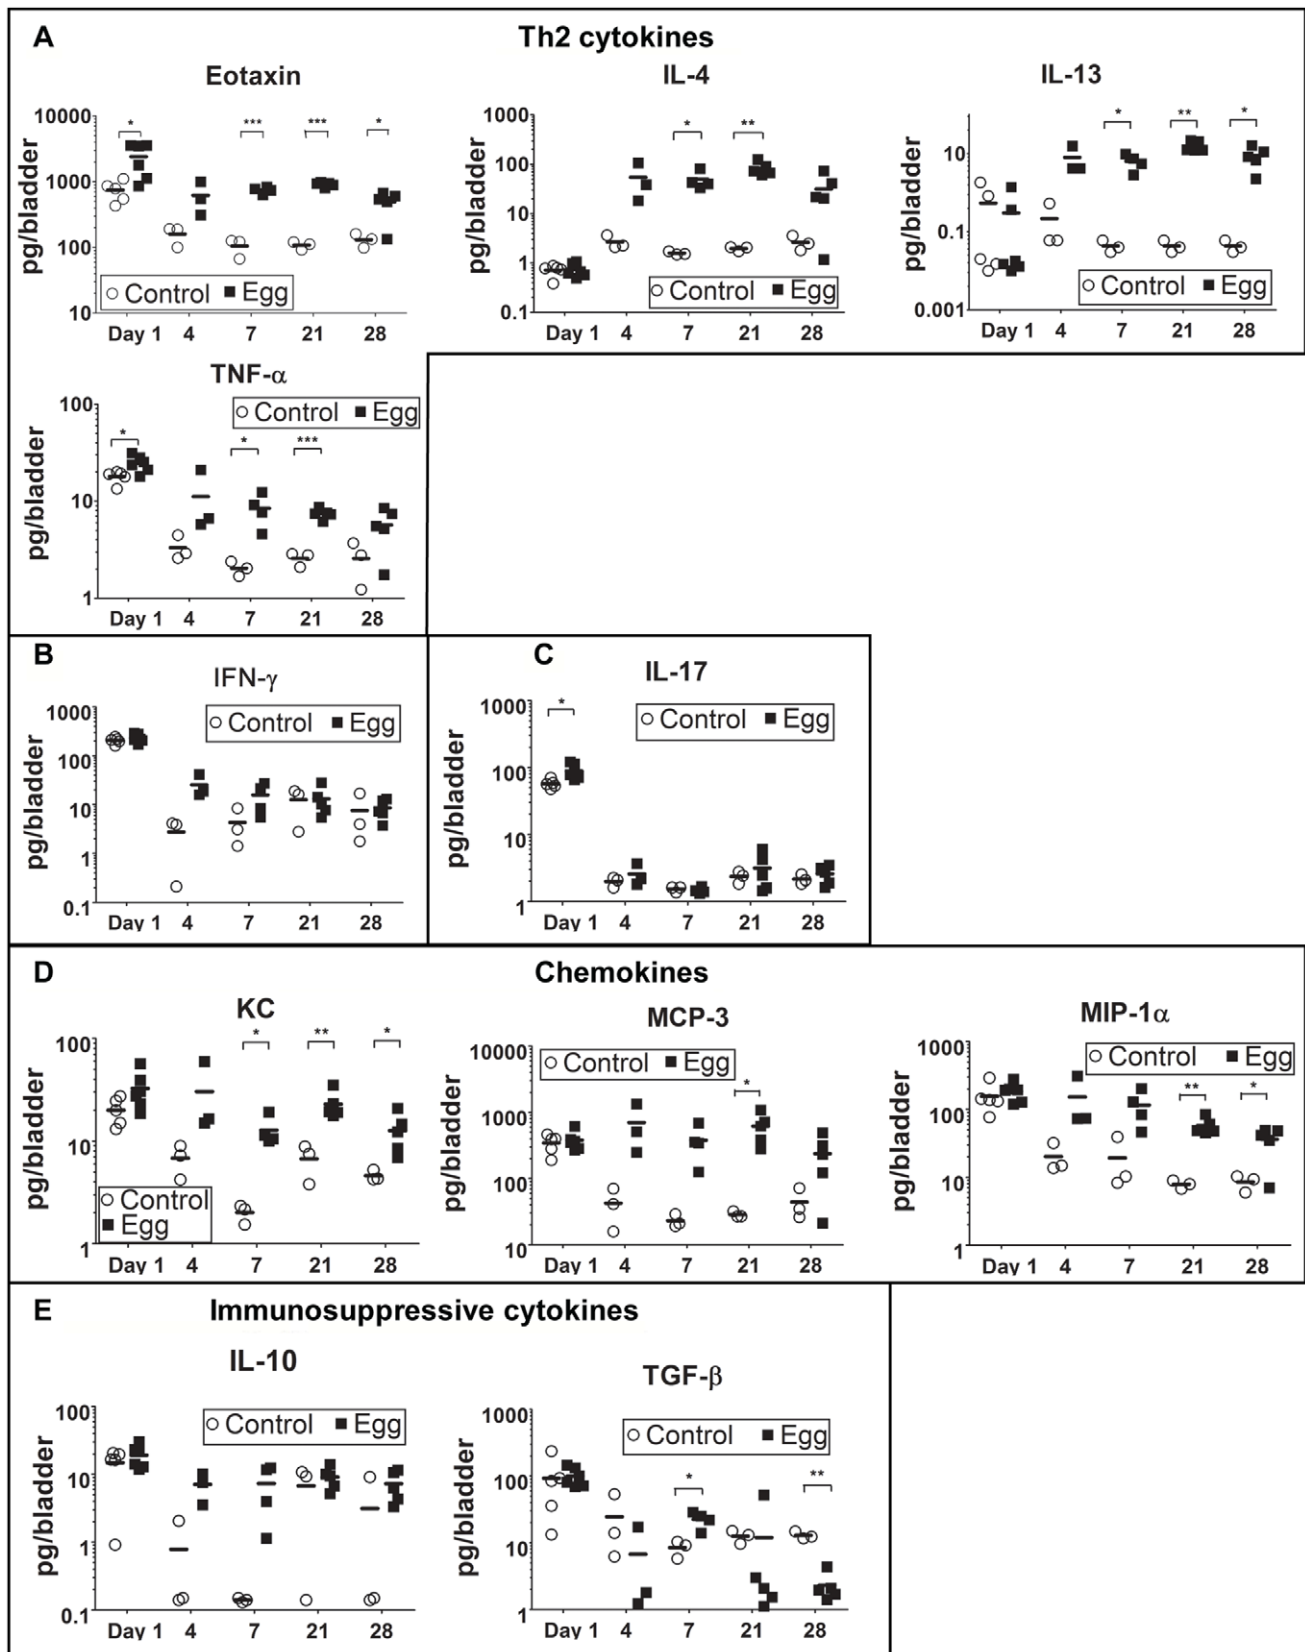 A
Th2 cytokines
Eotaxin
pg/bladder
10000
1000
100
10
* *** *** *
Control Egg
Day 1 4 7 21 28
IL-4
pg/bladder
1000
100
10
1
0.1
* **
Control Egg
Day 1 4 7 21 28
IL-13
pg/bladder
10
0.1
0.001
* ** *
Control Egg
Day 1 4 7 21 28
TNF-α
pg/bladder
100
10
1
Control Egg
* * ***
Day 1 4 7 21 28
B
IFN-γ
pg/bladder
1000
100
10
1
0.1
Control Egg
Day 1 4 7 21 28
C
IL-17
pg/bladder
1000
100
10
1
*
Control Egg
Day 1 4 7 21 28
D
Chemokines
KC
pg/bladder
100
10
1
* ** *
Control
Egg
Day 1 4 7 21 28
MCP-3
pg/bladder
10000
1000
100
10
Control Egg
*
Day 1 4 7 21 28
MIP-1α
pg/bladder
1000
100
10
1
Control Egg
** *
Day 1 4 7 21 28
E
Immunosuppressive cytokines
IL-10
pg/bladder
100
10
1
0.1
Control Egg
Day 1 4 7 21 28
TGF-β
pg/bladder
1000
100
10
1
Control Egg
* **
Day 1 4 7 21 28